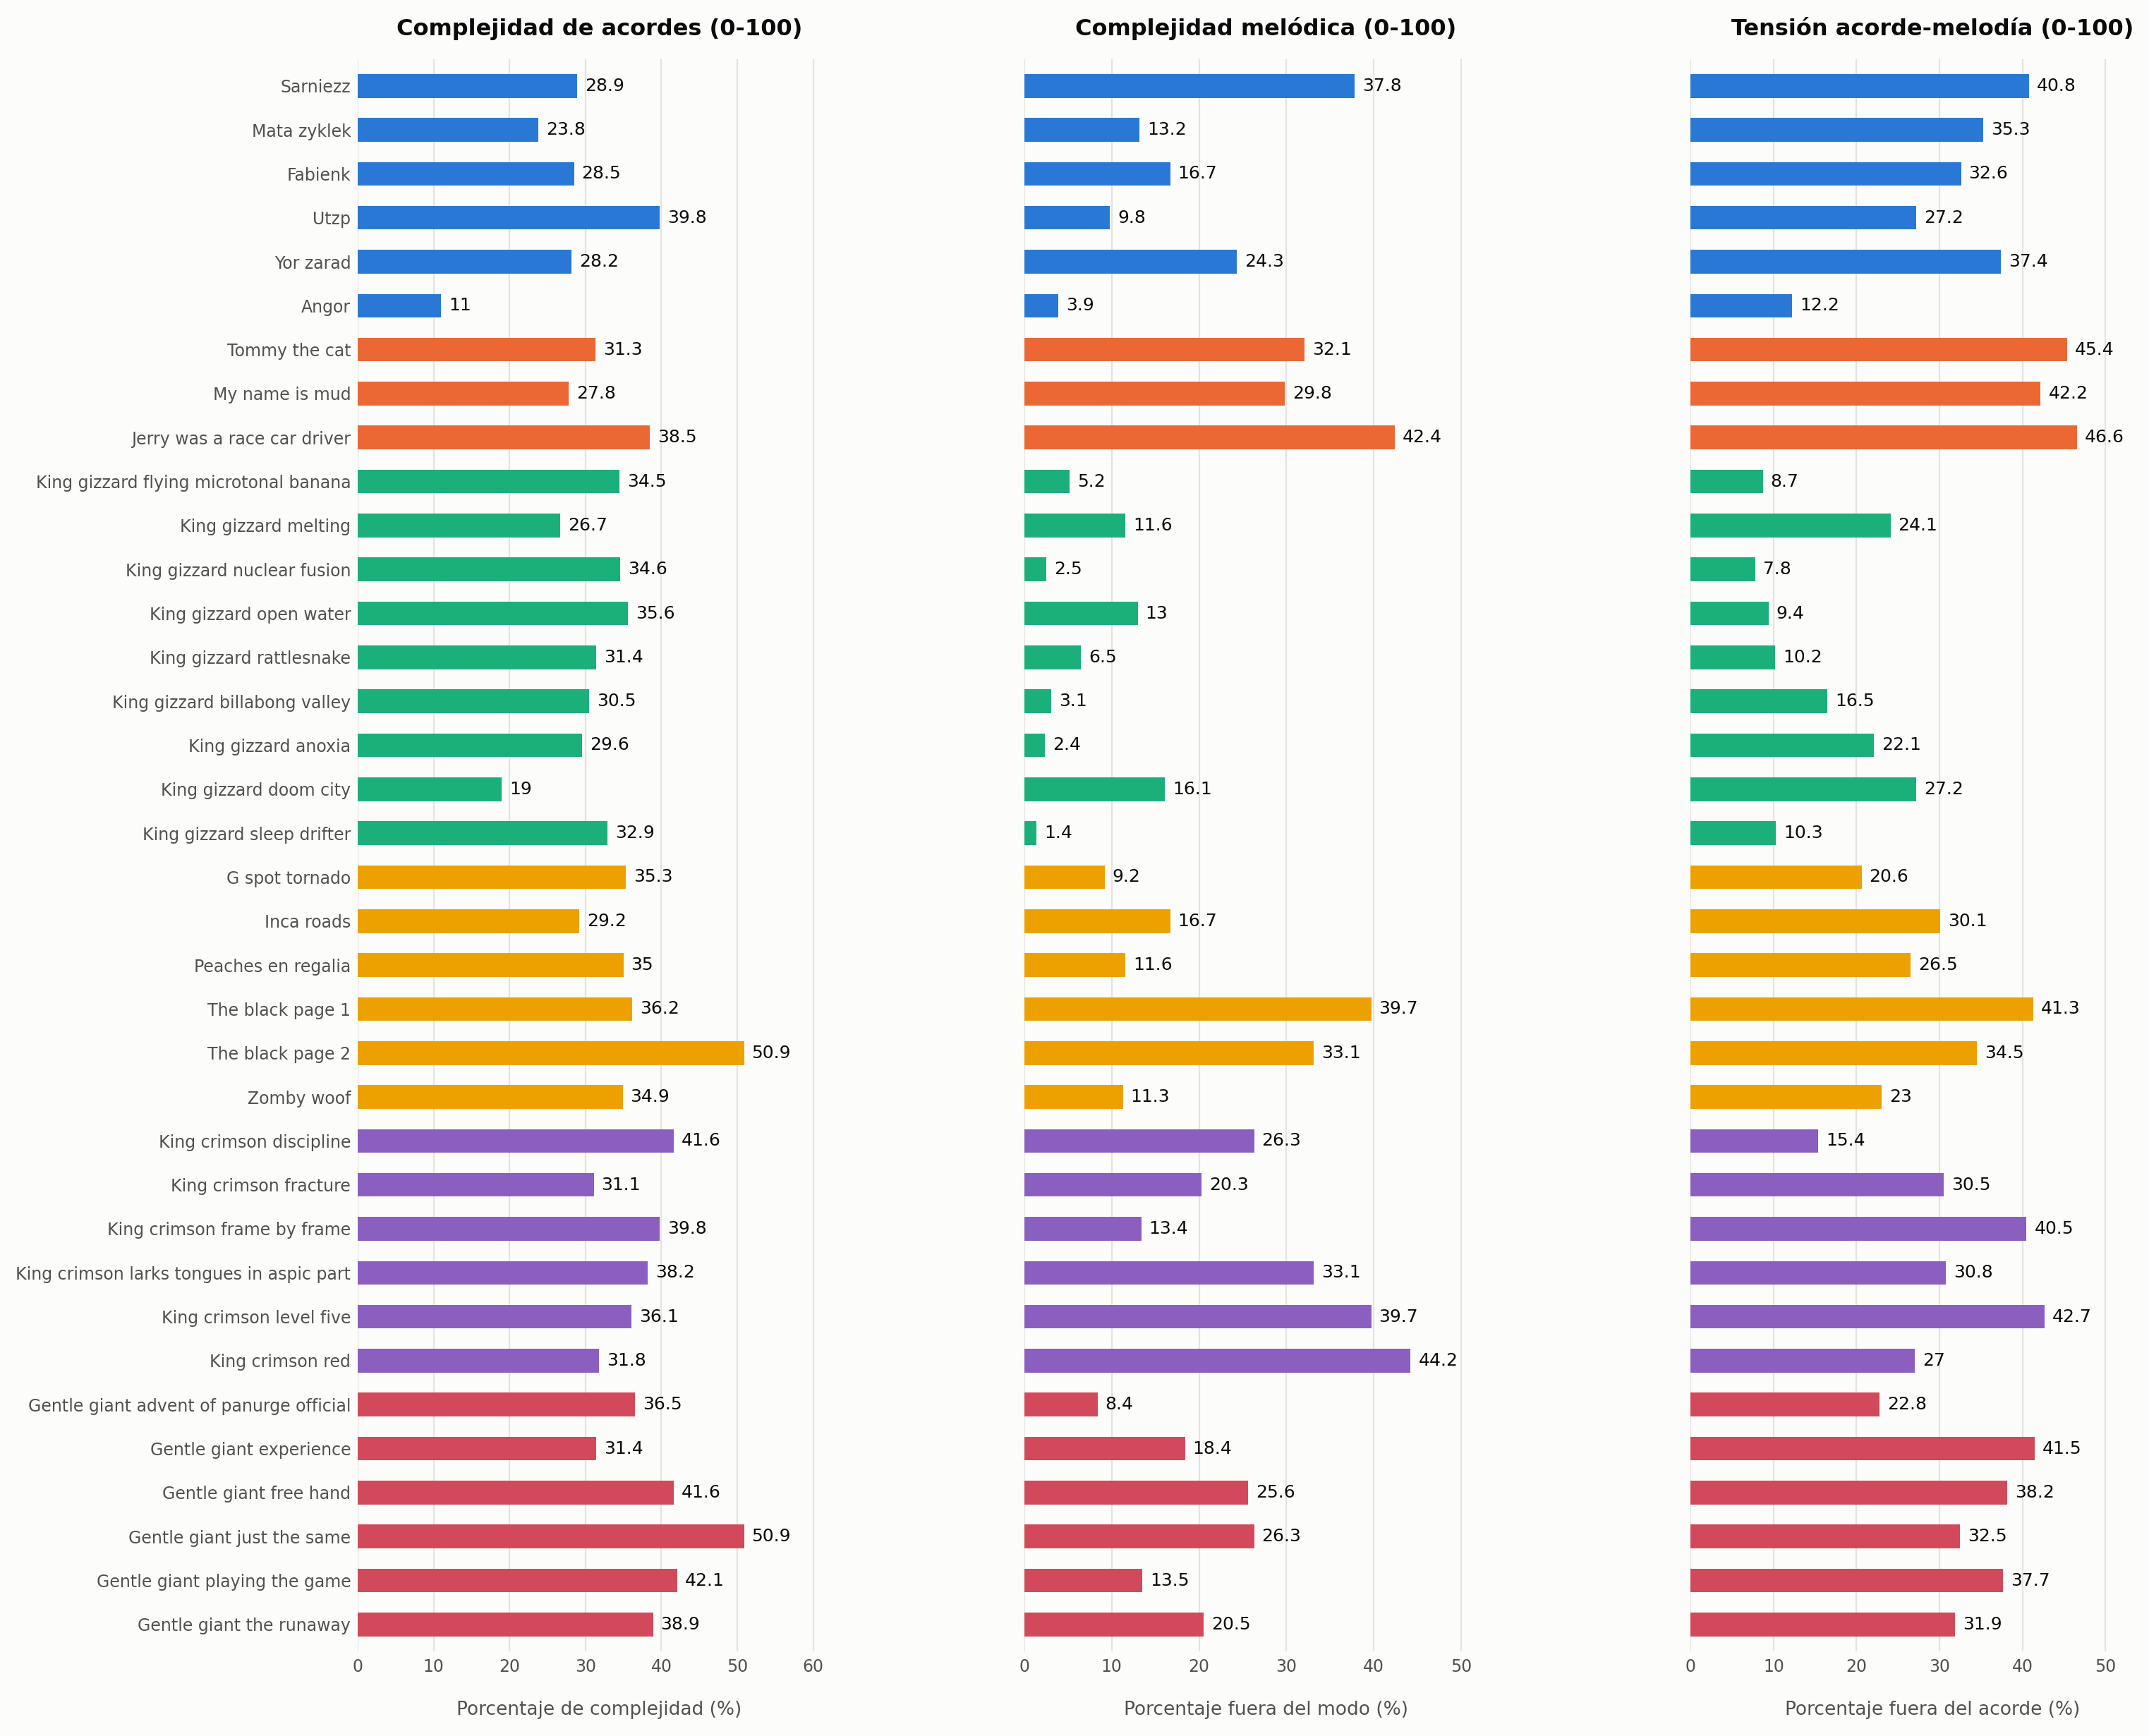 Complejidad de acordes (0-100) Complejidad melódica (0-100) Tensión acorde-melodía (0-100)
Sarniezz 28.9 37.8 40.8
Mata zyklek 23.8 13.2 35.3
Fabienk 28.5 16.7 32.6
Utzp 39.8 9.8 27.2
Yor zarad 28.2 24.3 37.4
Angor 11 3.9 12.2
Tommy the cat 31.3 32.1 45.4
My name is mud 27.8 29.8 42.2
Jerry was a race car driver 38.5 42.4 46.6
King gizzard flying microtonal banana 34.5 5.2 8.7
King gizzard melting 26.7 11.6 24.1
King gizzard nuclear fusion 34.6 2.5 7.8
King gizzard open water 35.6 13 9.4
King gizzard rattlesnake 31.4 6.5 10.2
King gizzard billabong valley 30.5 3.1 16.5
King gizzard anoxia 29.6 2.4 22.1
King gizzard doom city 19 16.1 27.2
King gizzard sleep drifter 32.9 1.4 10.3
G spot tornado 35.3 9.2 20.6
Inca roads 29.2 16.7 30.1
Peaches en regalia 35 11.6 26.5
The black page 1 36.2 39.7 41.3
The black page 2 50.9 33.1 34.5
Zomby woof 34.9 11.3 23
King crimson discipline 41.6 26.3 15.4
King crimson fracture 31.1 20.3 30.5
King crimson frame by frame 39.8 13.4 40.5
King crimson larks tongues in aspic part 38.2 33.1 30.8
King crimson level five 36.1 39.7 42.7
King crimson red 31.8 44.2 27
Gentle giant advent of panurge official 36.5 8.4 22.8
Gentle giant experience 31.4 18.4 41.5
Gentle giant free hand 41.6 25.6 38.2
Gentle giant just the same 50.9 26.3 32.5
Gentle giant playing the game 42.1 13.5 37.7
Gentle giant the runaway 38.9 20.5 31.9
0 10 20 30 40 50 60 0 10 20 30 40 50 0 10 20 30 40 50
Porcentaje de complejidad (%) Porcentaje fuera del modo (%) Porcentaje fuera del acorde (%)